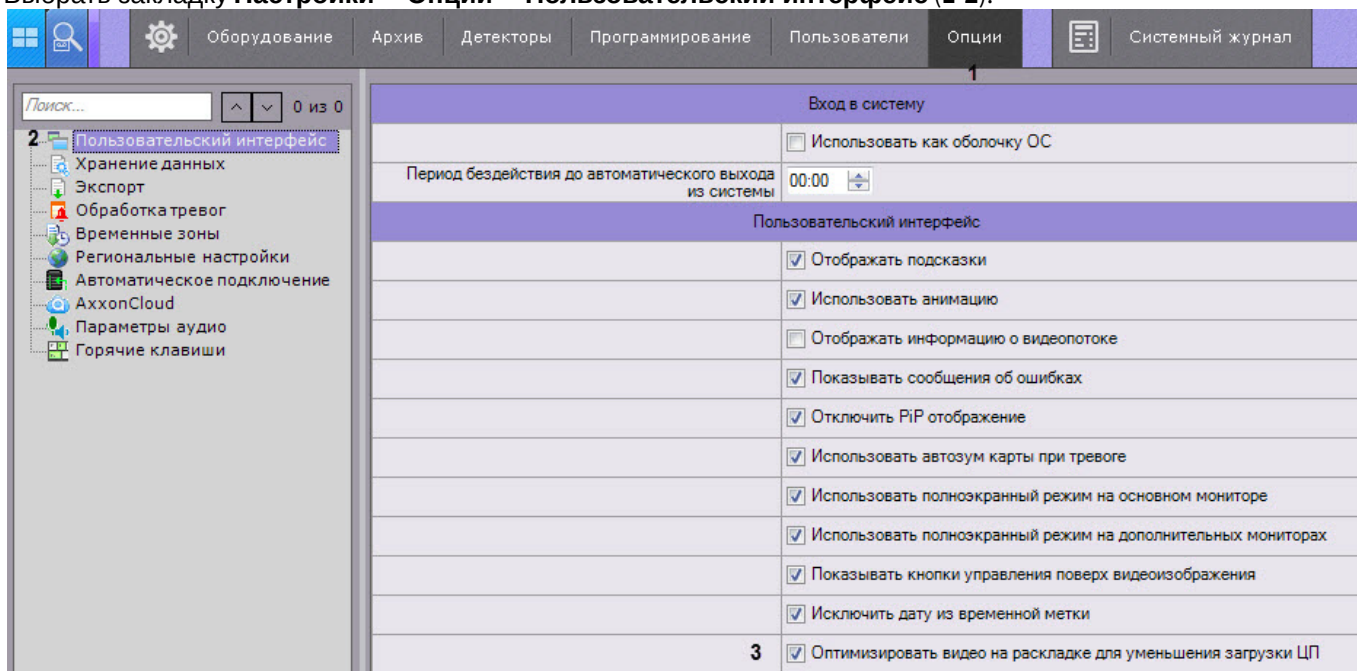 Выбрать закладку Настройки – Опции – Пользовательский интерфейс (1-2).
Оборудование Архив Детекторы Программирование Пользователи Опции Системный журнал
1
Поиск... 0 из 0
2 Пользовательский интерфейс
Хранение данных
Экспорт
Обработка тревог
Временные зоны
Региональные настройки
Автоматическое подключение
AxxonCloud
Параметры аудио
Горячие клавиши
Вход в систему
Использовать как оболочку ОС
Период бездействия до автоматического выхода
из системы 00:00
Пользовательский интерфейс
Отображать подсказки
Использовать анимацию
Отображать информацию о видеопотоке
Показывать сообщения об ошибках
Отключить PiP отображение
Использовать автозум карты при тревоге
Использовать полноэкранный режим на основном мониторе
Использовать полноэкранный режим на дополнительных мониторах
Показывать кнопки управления поверх видеоизображения
Исключить дату из временной метки
3 Оптимизировать видео на раскладке для уменьшения загрузки ЦП